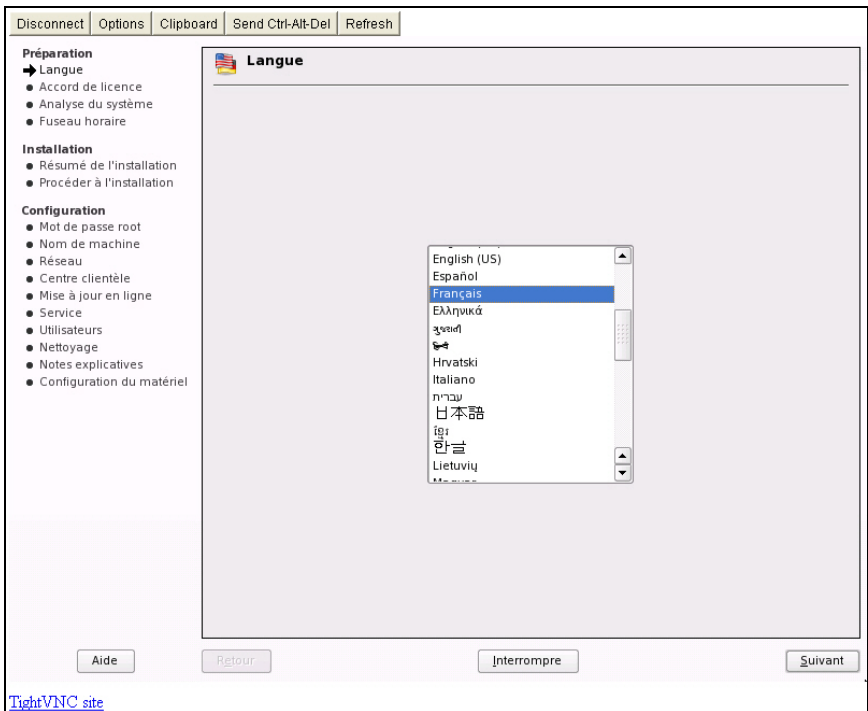 Disconnect Options Clipboard Send Ctrl-Alt-Del Refresh
Préparation
Langue
Accord de licence
Analyse du système
Fuseau horaire
Installation
Résumé de l'installation
Procéder à l'installation
Configuration
Mot de passe root
Nom de machine
Réseau
Centre clientèle
Mise à jour en ligne
Service
Utilisateurs
Nettoyage
Notes explicatives
Configuration du matériel
Langue
English (US)
Español
Français
Ελληνικά
ગુજરાતી
हिन्दी
Hrvatski
Italiano
עברית
日本語
ខ្មែរ
한글
Lietuvių
Aide
Retour
Interrompre
Suivant
TightVNC site